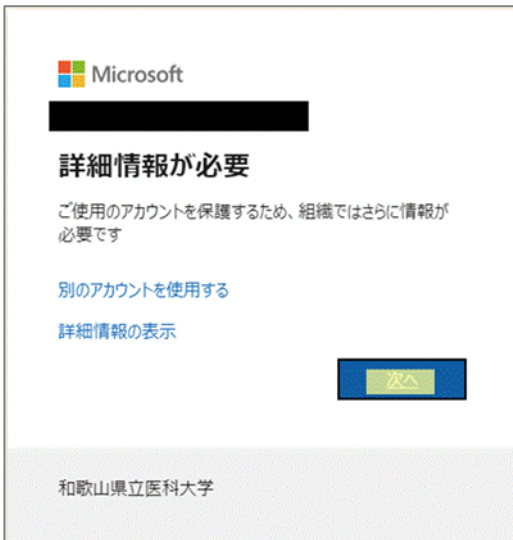 Microsoft
詳細情報が必要
ご使用のアカウントを保護するため、組織ではさらに情報が
必要です
別のアカウントを使用する
詳細情報の表示
次へ
和歌山県立医科大学